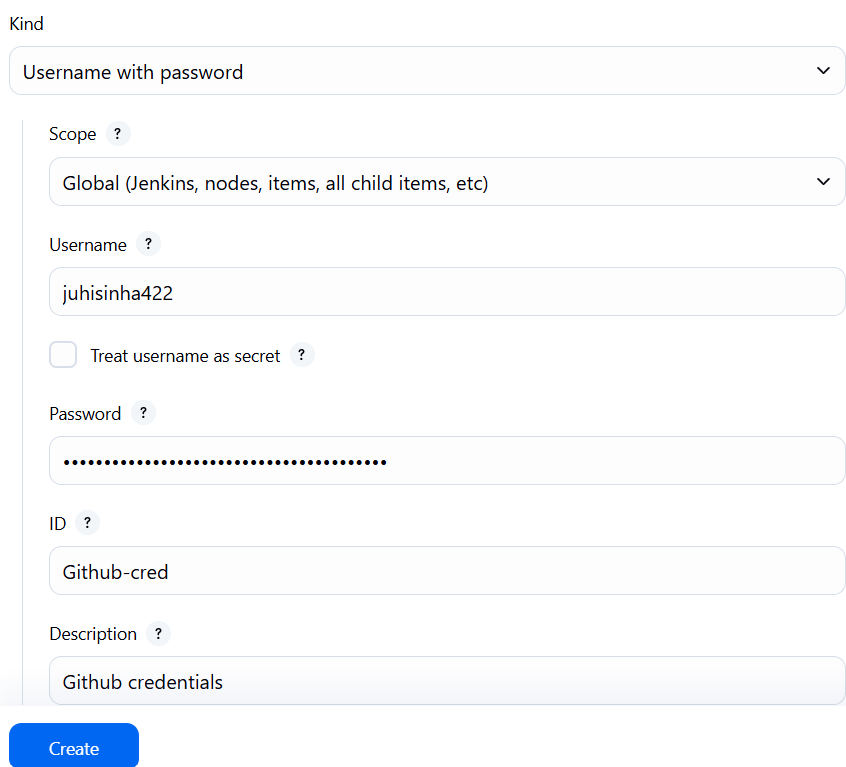 Kind
Username with password
Scope ?
Global (Jenkins, nodes, items, all child items, etc)
Username ?
juhisinha422
Treat username as secret ?
Password ?
••••••••••••••••••••••••••••••••••••••••
ID ?
Github-cred
Description ?
Github credentials
Create